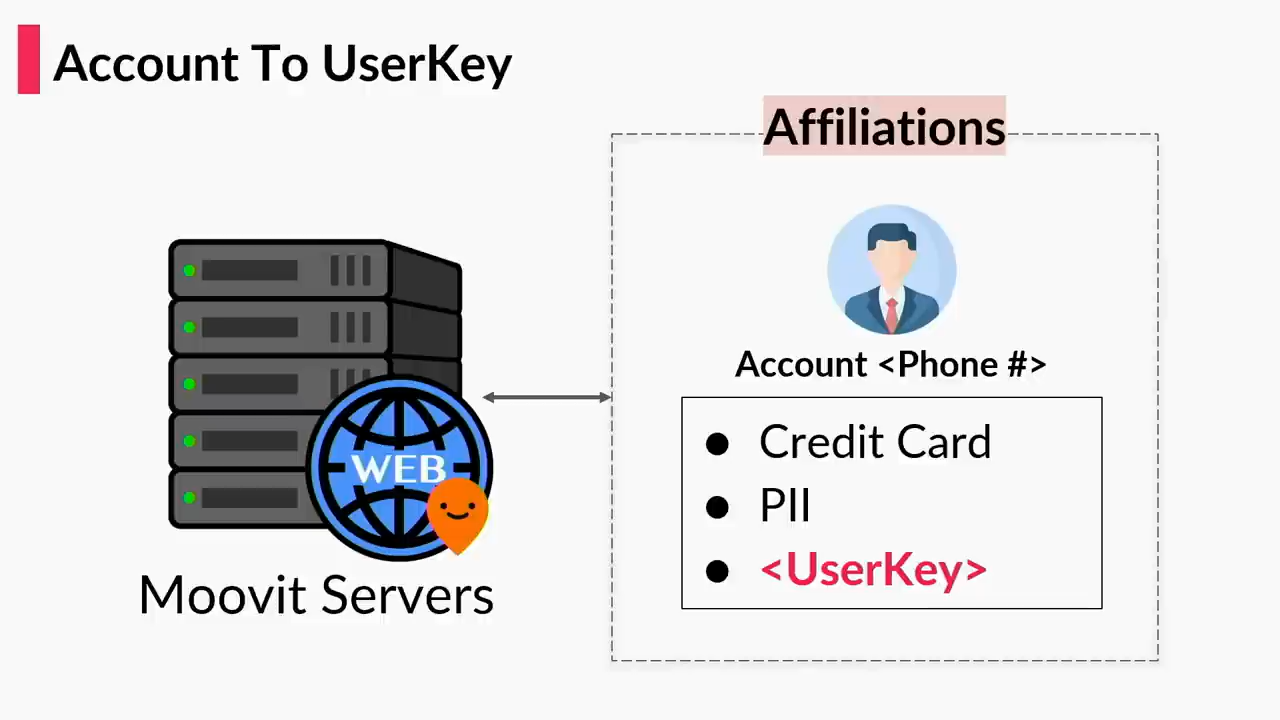 Account To UserKey
Affiliations
Account <Phone #>
● Credit Card
● PII
● <UserKey>
WEB
Moovit Servers